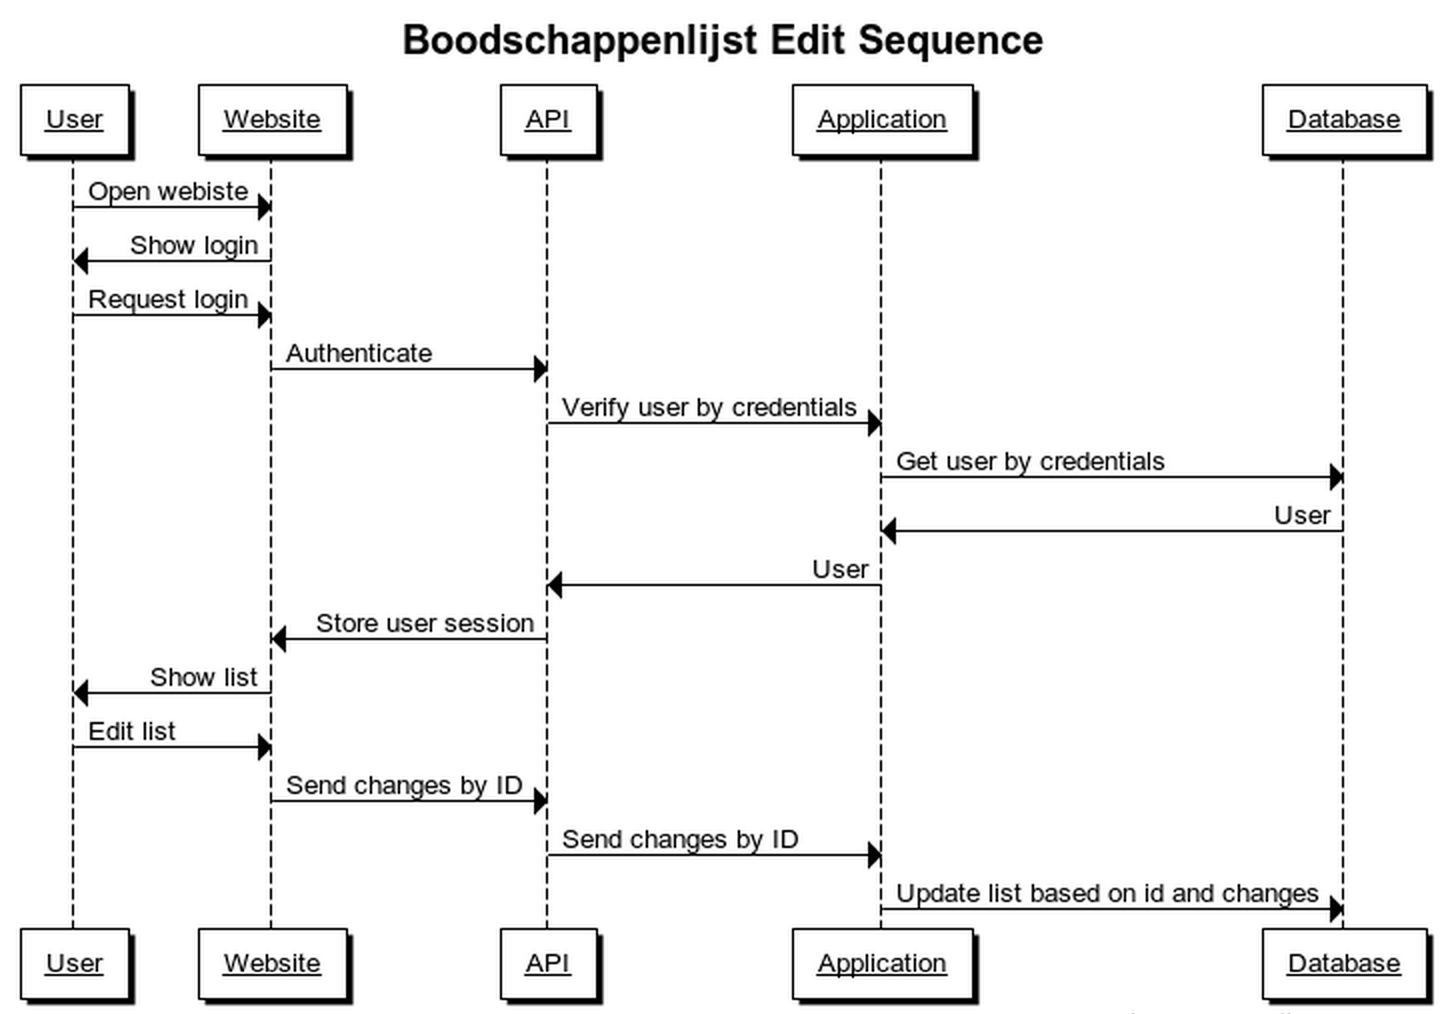 Boodschappenlijst Edit Sequence
User Website API Application Database
Open webiste
Show login
Request login
Authenticate
Verify user by credentials
Get user by credentials
User
User
Store user session
Show list
Edit list
Send changes by ID
Send changes by ID
Update list based on id and changes
User Website API Application Database